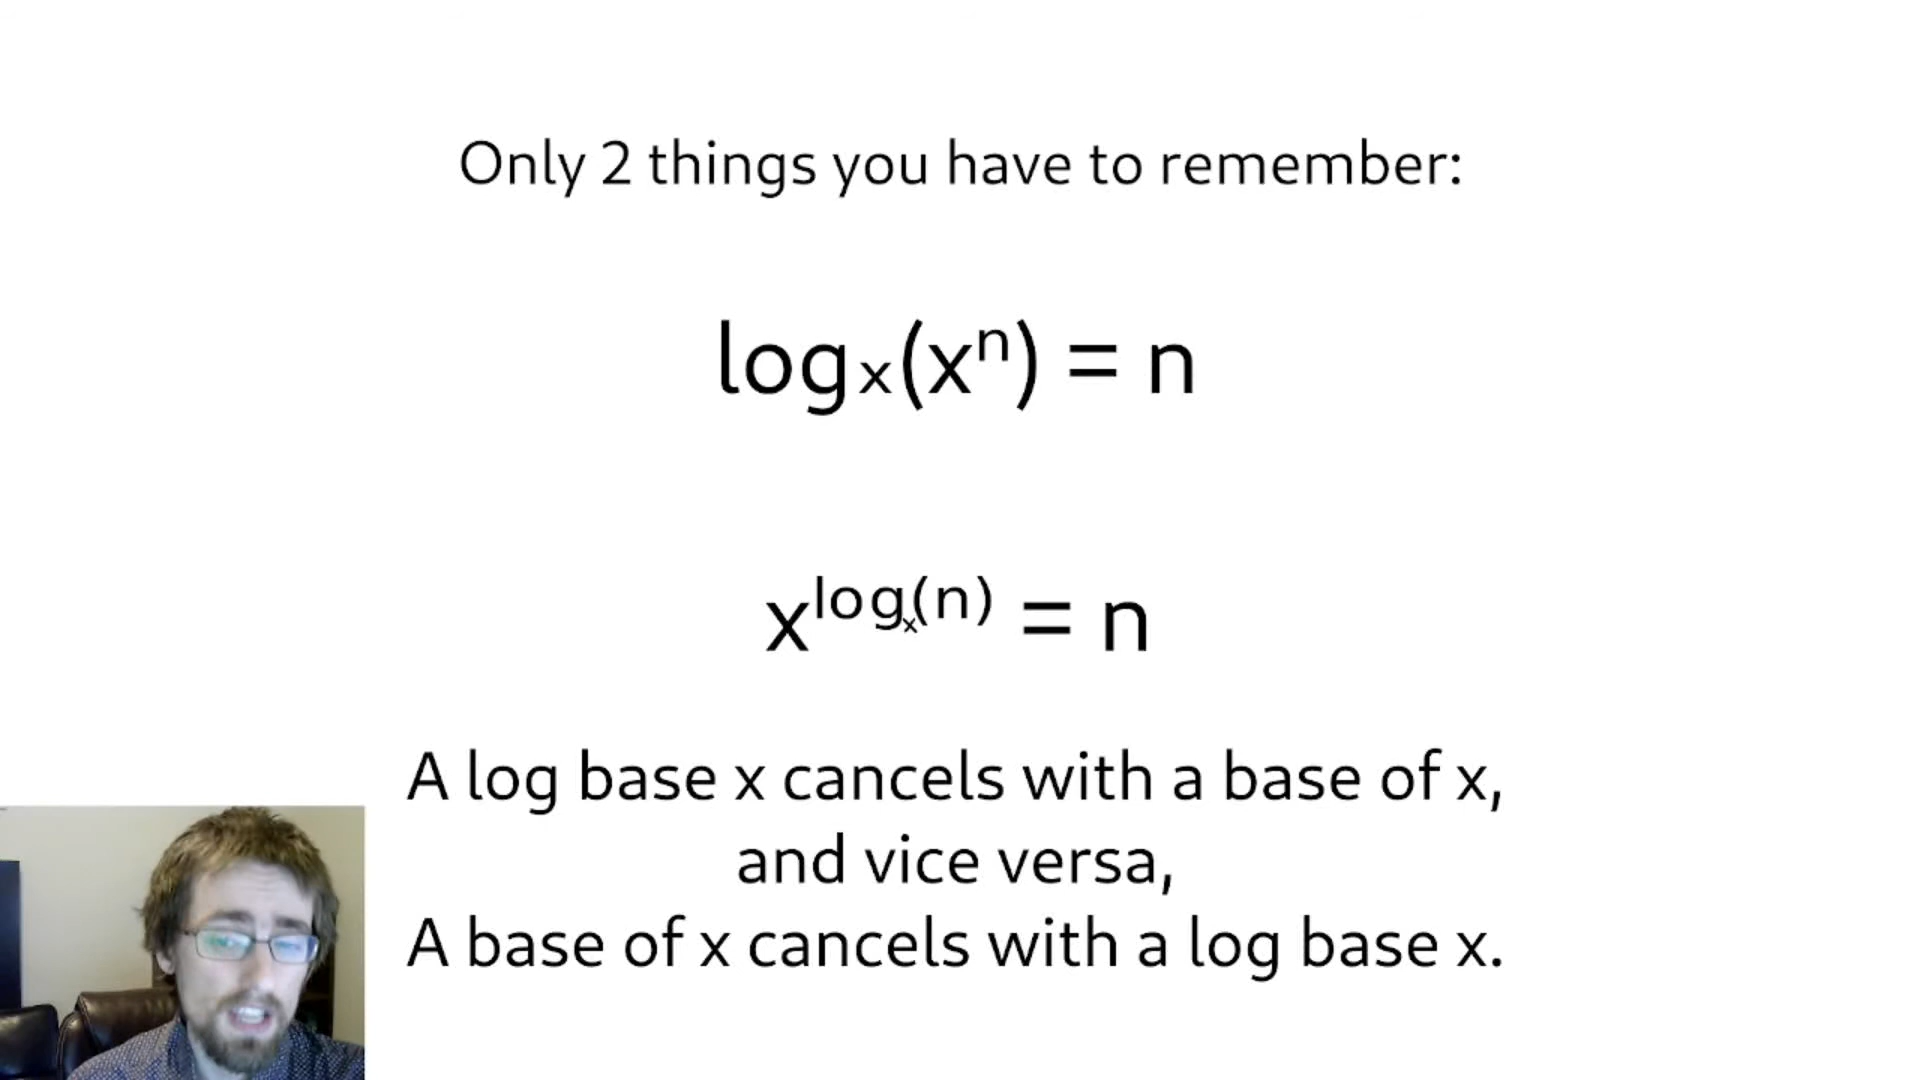 Only 2 things you have to remember:
logₓ(xⁿ) = n
x^logₓ(n) = n
A log base x cancels with a base of x,
and vice versa,
A base of x cancels with a log base x.